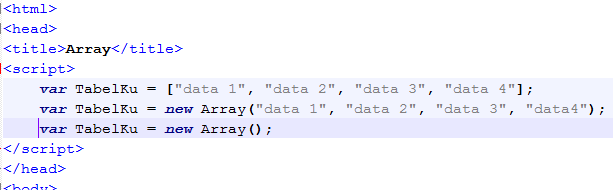 <html>
<head>
<title>Array</title>
<script>
var TabelKu = ["data 1", "data 2", "data 3", "data 4"];
var TabelKu = new Array("data 1", "data 2", "data 3", "data4");
var TabelKu = new Array();
</script>
</head>
<body>